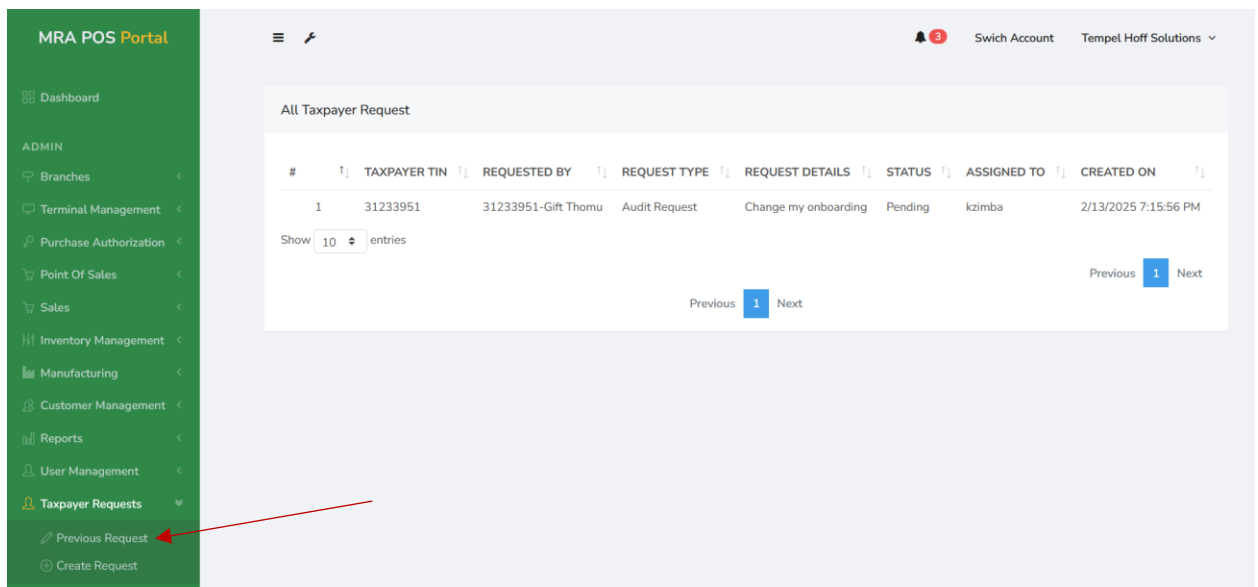 MRA POS Portal
Swich Account
Tempel Hoff Solutions
3
Dashboard
ADMIN
Branches
Terminal Management
Purchase Authorization
Point Of Sales
Sales
Inventory Management
Manufacturing
Customer Management
Reports
User Management
Taxpayer Requests
Previous Request
Create Request
All Taxpayer Request
# TAXPAYER TIN REQUESTED BY REQUEST TYPE REQUEST DETAILS STATUS ASSIGNED TO CREATED ON
1 31233951 31233951-Gift Thomu Audit Request Change my onboarding Pending kzimba 2/13/2025 7:15:56 PM
Show 10 entries
Previous 1 Next
Previous 1 Next